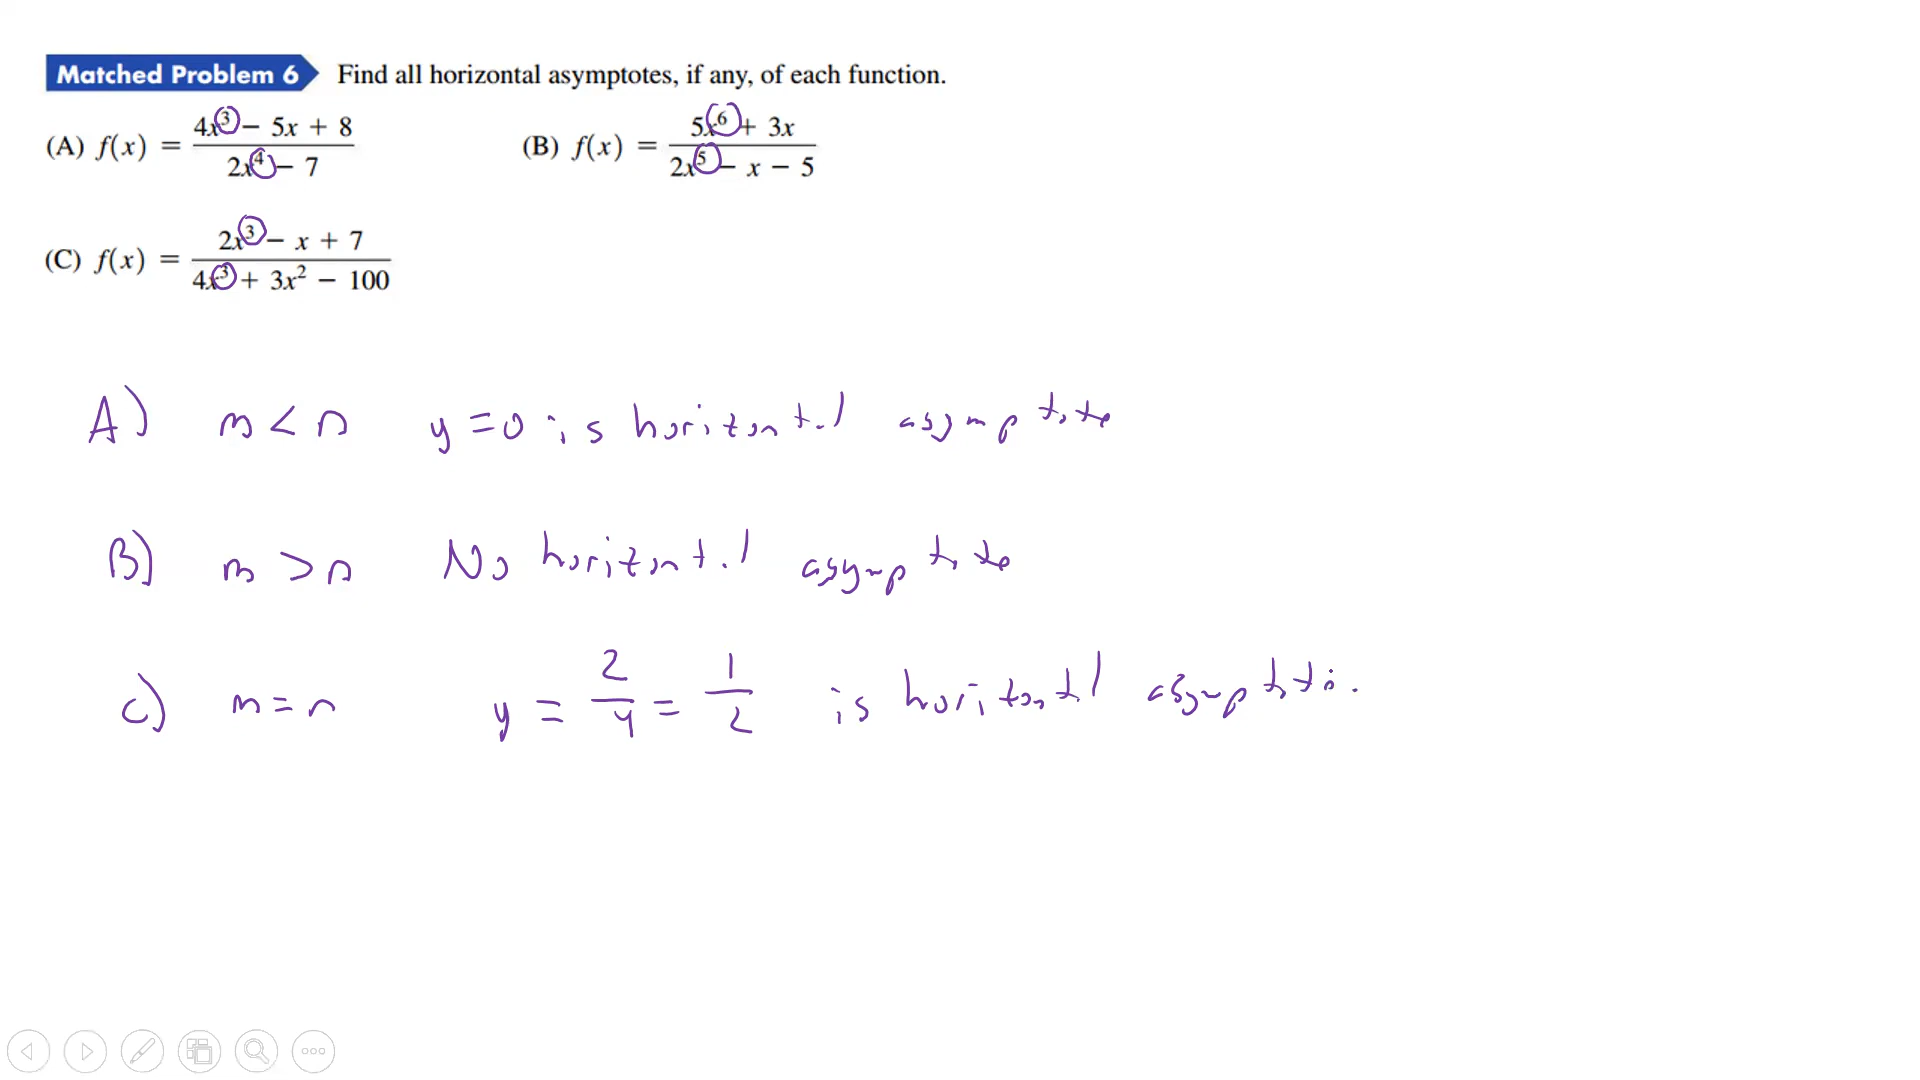 Matched Problem 6 Find all horizontal asymptotes, if any, of each function.
(A) f(x) = (4x^3 − 5x + 8)/(2x^4 − 7) (B) f(x) = (5x^6 + 3x)/(2x^5 − x − 5)
(C) f(x) = (2x^3 − x + 7)/(4x^3 + 3x^2 − 100)
A) m < n y = 0 is horizontal asymptote
B) m > n No horizontal asymptote
C) m = n y = 2/4 = 1/2 is horizontal asymptote.